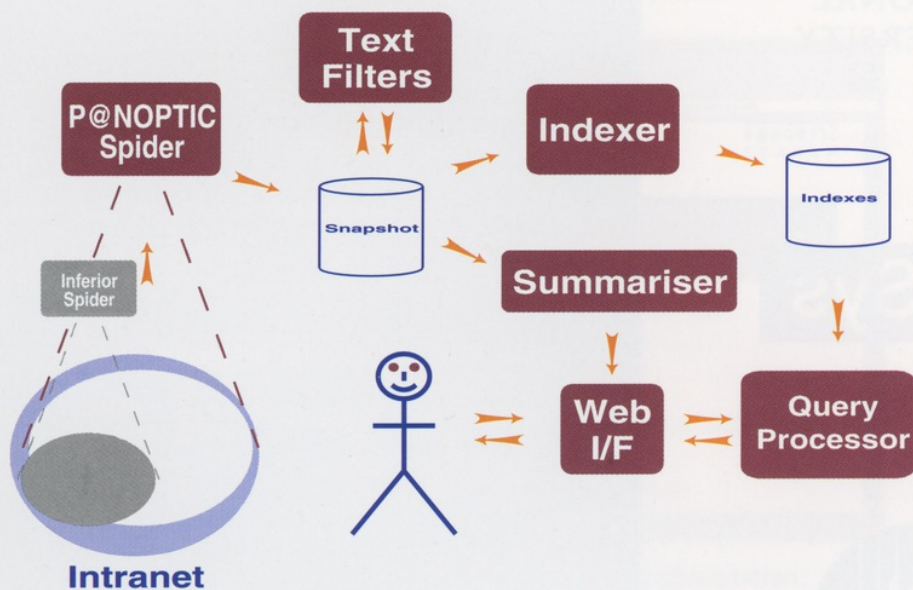 Text
Filters
P@NOPTIC
Spider
Indexer
Snapshot
Indexes
Inferior
Spider
Summariser
Web
I/F
Query
Processor
Intranet